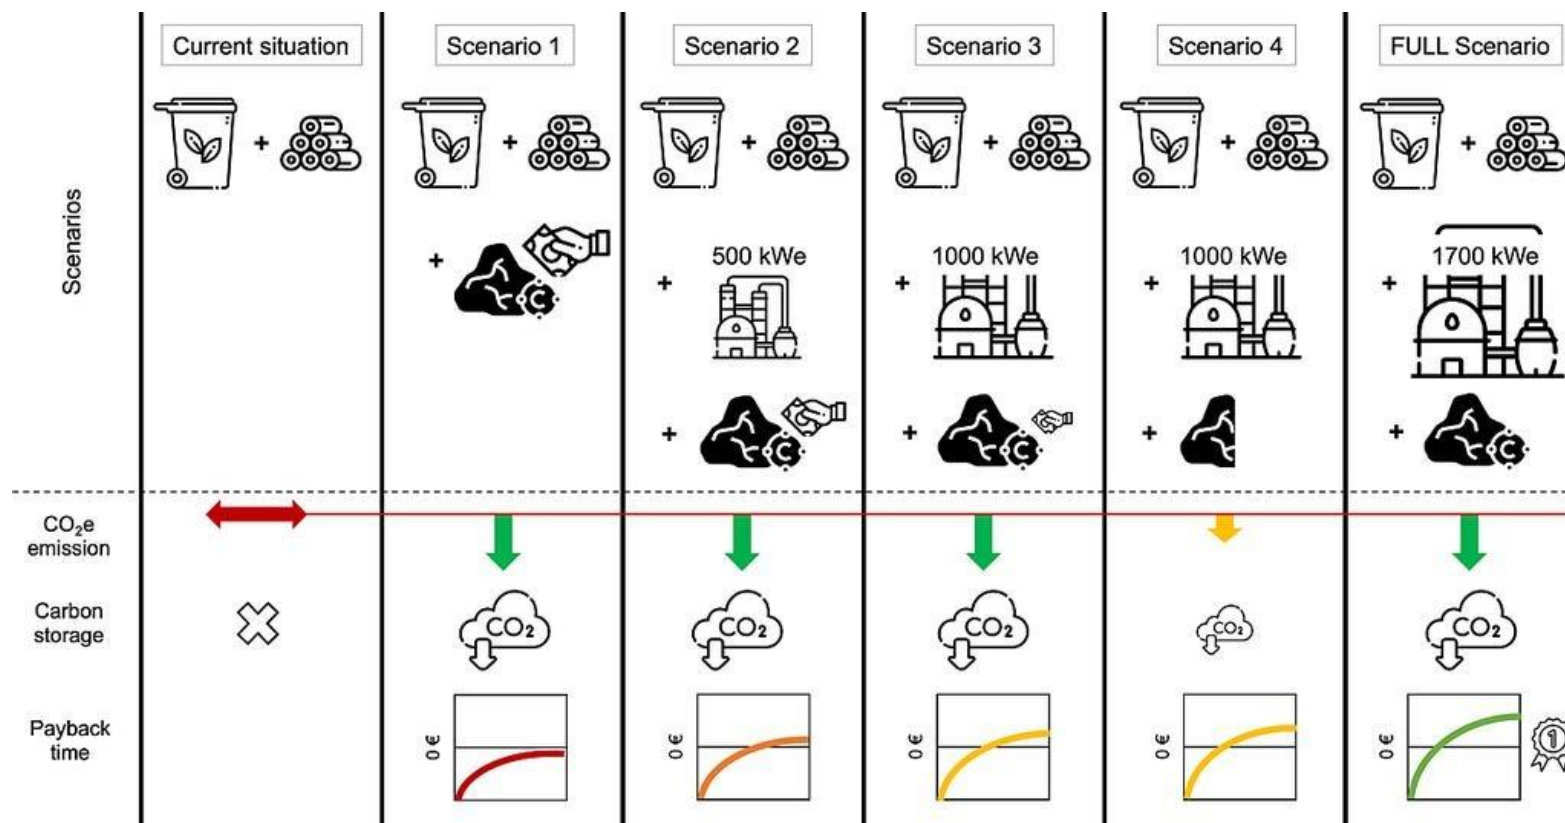 Current situation
Scenario 1
Scenario 2
Scenario 3
Scenario 4
FULL Scenario
Scenarios
+
+
+
+
+
+
+
C
+
500 kWe
+
1000 kWe
+
1000 kWe
+
1700 kWe
+
C
+
C
+
+
C
CO₂e
emission
Carbon
storage
CO₂
CO₂
CO₂
CO₂
CO₂
Payback
time
0 €
0 €
0 €
0 €
0 €
1